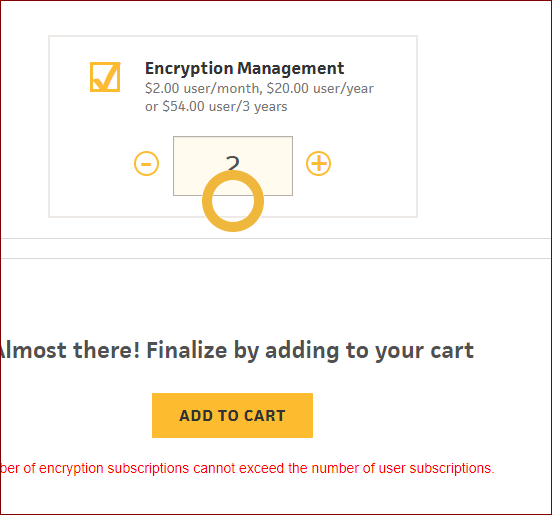 Encryption Management
$2.00 user/month, $20.00 user/year
or $54.00 user/3 years
- 2 +
Almost there! Finalize by adding to your cart
ADD TO CART
ber of encryption subscriptions cannot exceed the number of user subscriptions.